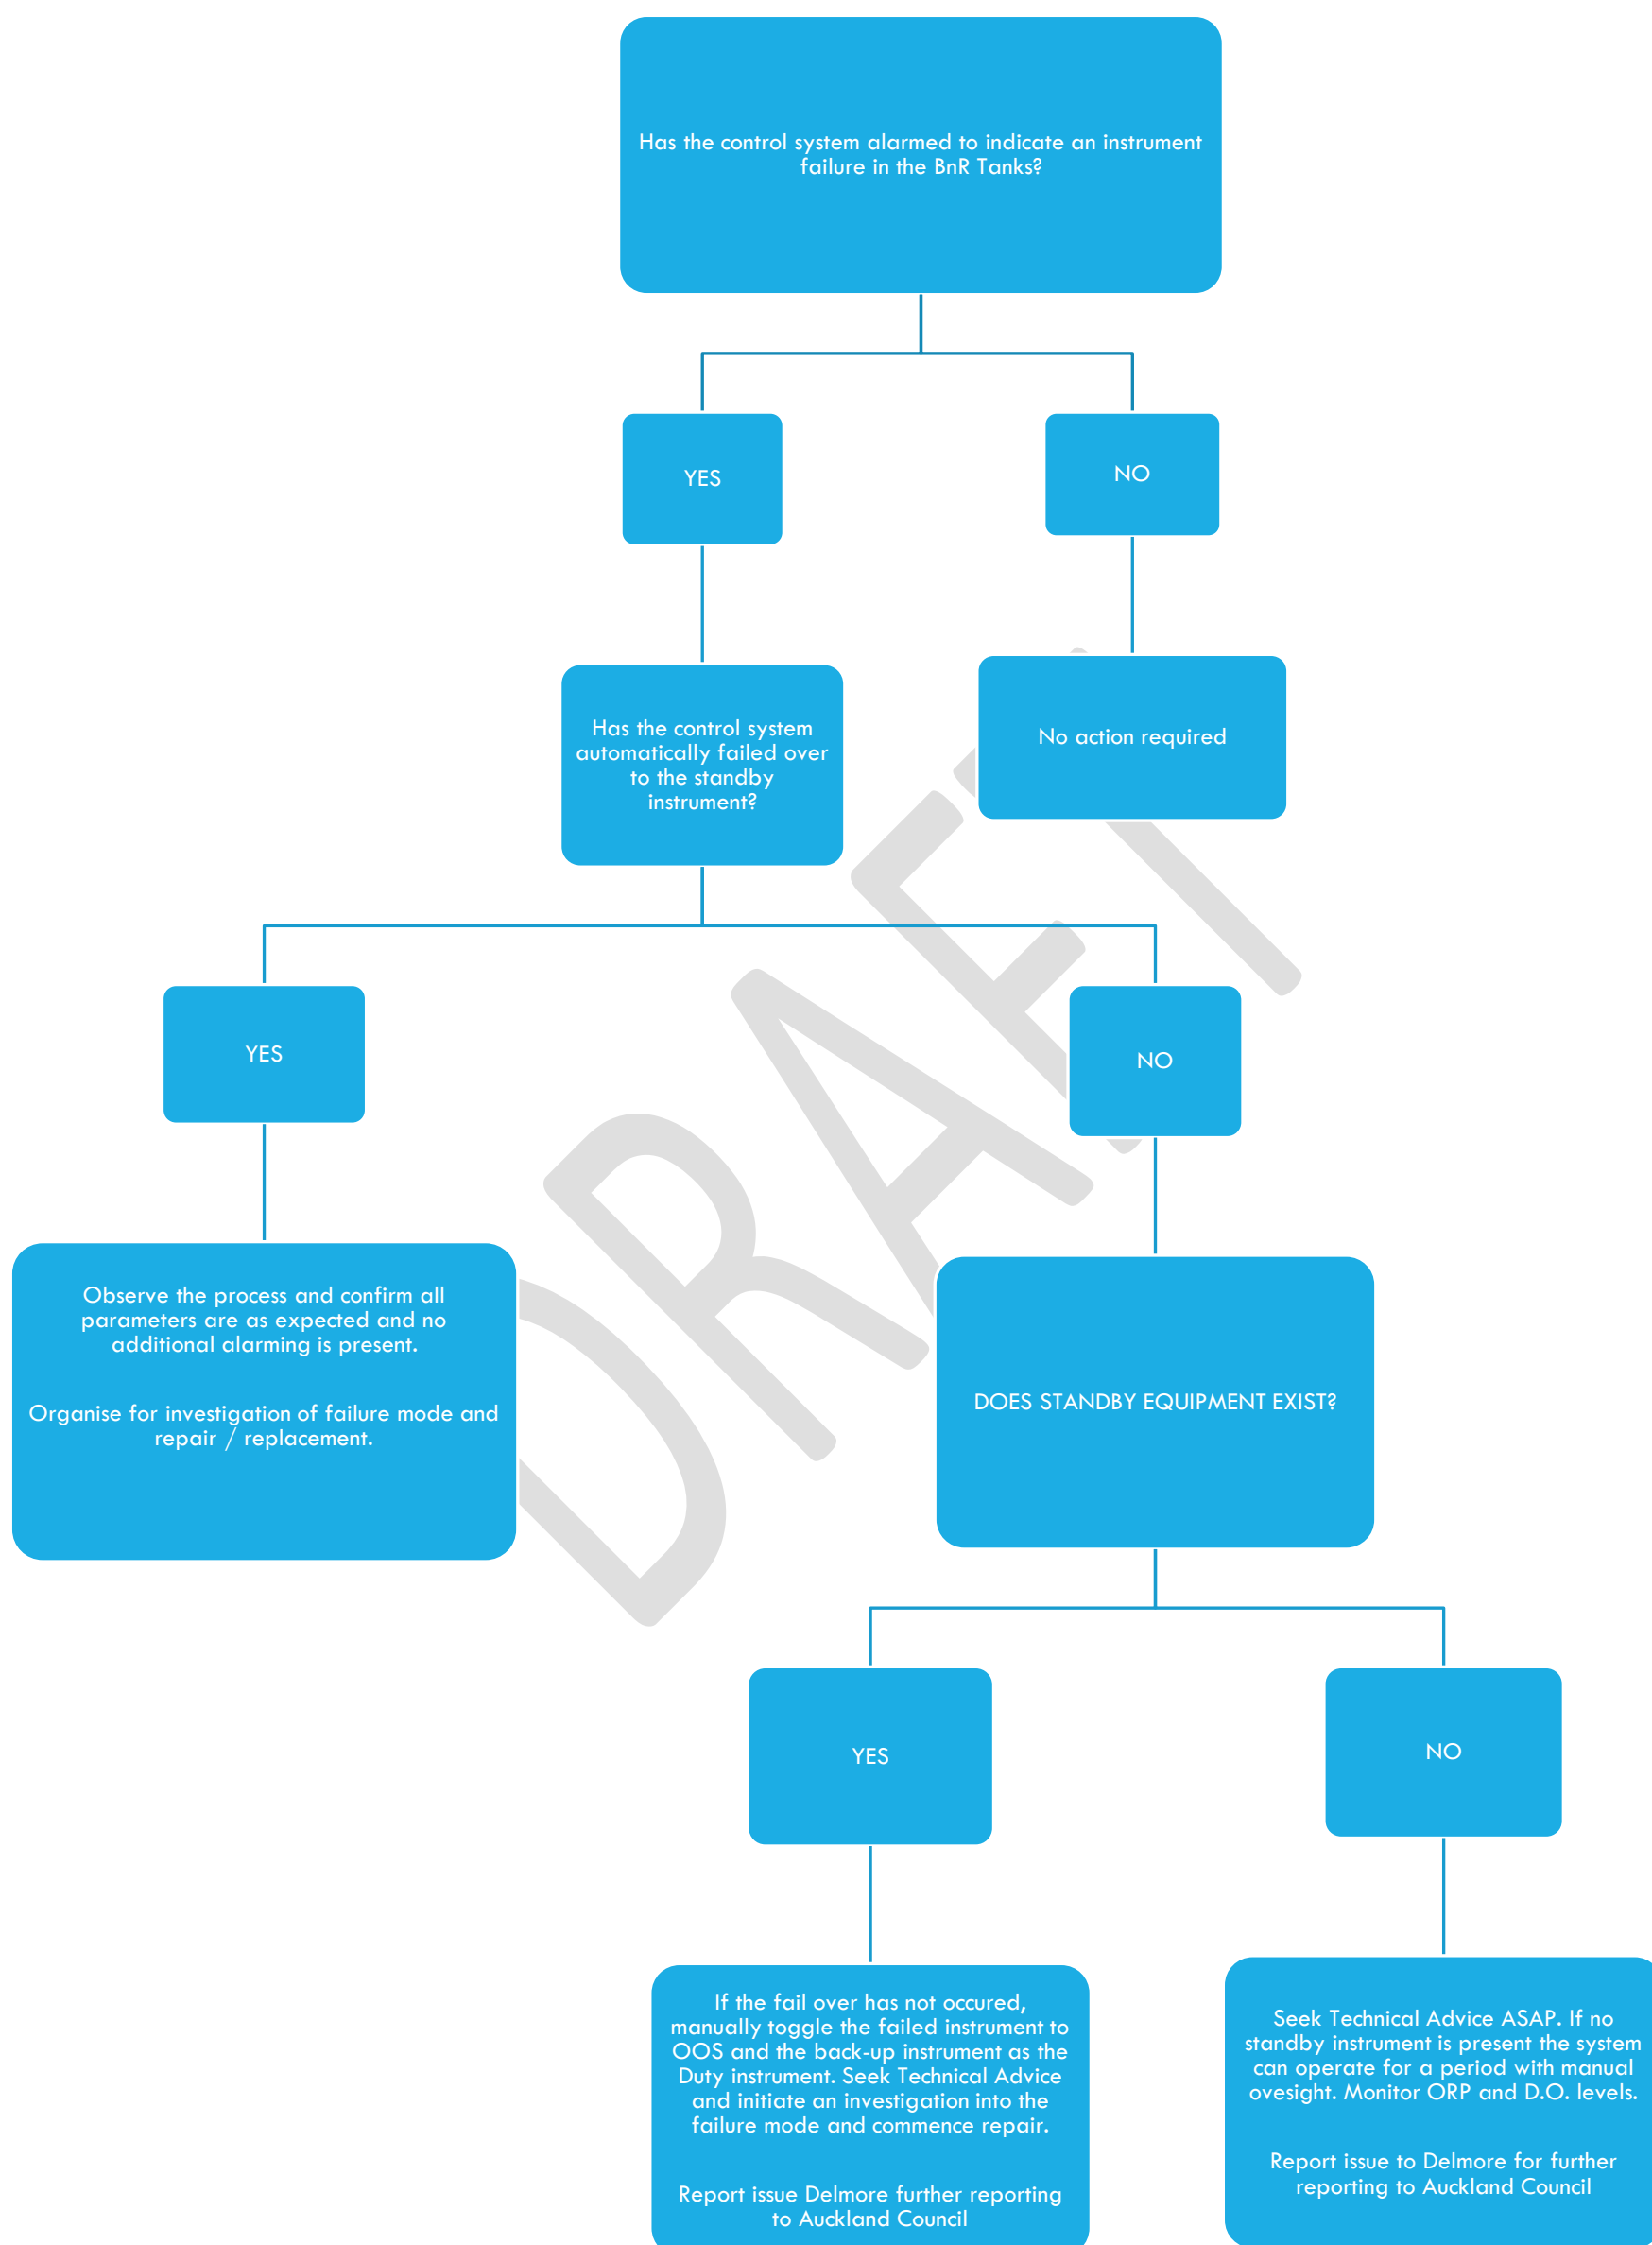 Has the control system alarmed to indicate an instrument
failure in the BnR Tanks?
YES
NO
Has the control system
automatically failed over
to the standby
instrument?
No action required
YES
NO
Observe the process and confirm all
parameters are as expected and no
additional alarming is present.
Organise for investigation of failure mode and
repair / replacement.
DOES STANDBY EQUIPMENT EXIST?
YES
NO
If the fail over has not occured,
manually toggle the failed instrument to
OOS and the back-up instrument as the
Duty instrument. Seek Technical Advice
and initiate an investigation into the
failure mode and commence repair.
Report issue Delmore further reporting
to Auckland Council
Seek Technical Advice ASAP. If no
standby instrument is present the system
can operate for a period with manual
ovesight. Monitor ORP and D.O. levels.
Report issue to Delmore for further
reporting to Auckland Council
DRAFT